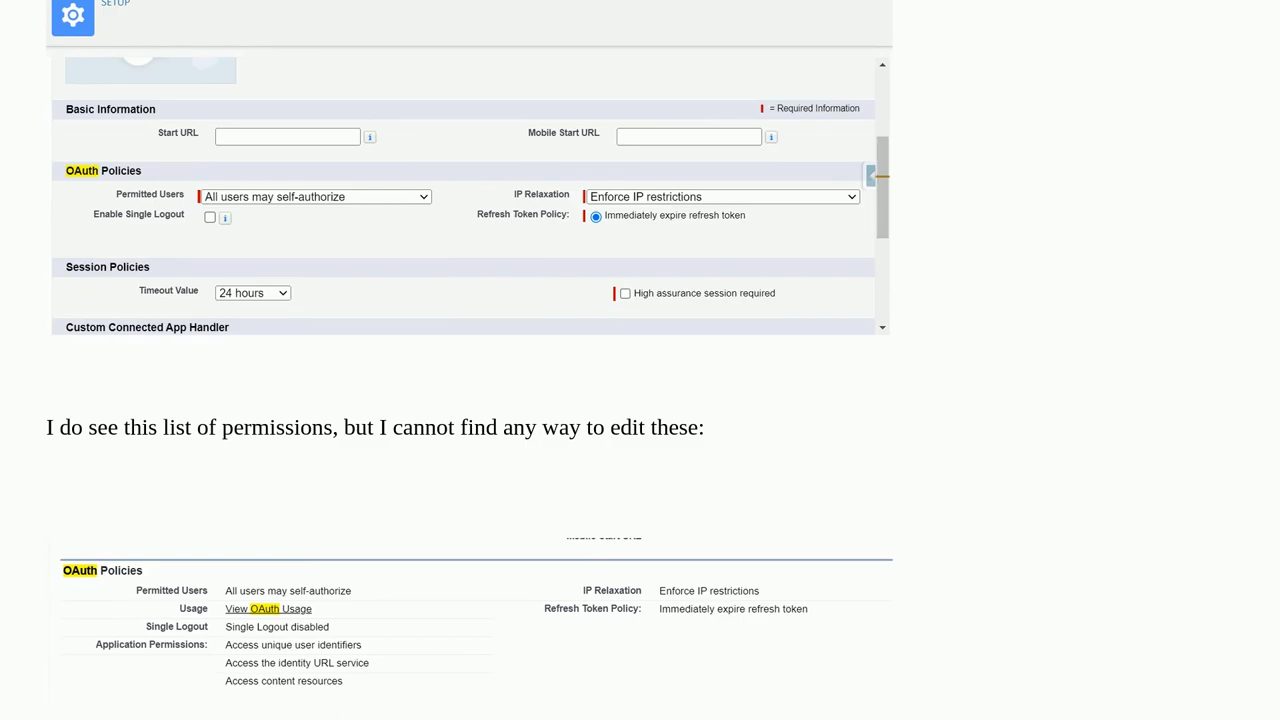 SETUP
Basic Information
= Required Information
Start URL
Mobile Start URL
OAuth Policies
Permitted Users All users may self-authorize
IP Relaxation Enforce IP restrictions
Enable Single Logout
Refresh Token Policy: Immediately expire refresh token
Session Policies
Timeout Value 24 hours
High assurance session required
Custom Connected App Handler
I do see this list of permissions, but I cannot find any way to edit these:
OAuth Policies
Permitted Users All users may self-authorize
IP Relaxation Enforce IP restrictions
Usage View OAuth Usage
Refresh Token Policy: Immediately expire refresh token
Single Logout Single Logout disabled
Application Permissions: Access unique user identifiers
Access the identity URL service
Access content resources